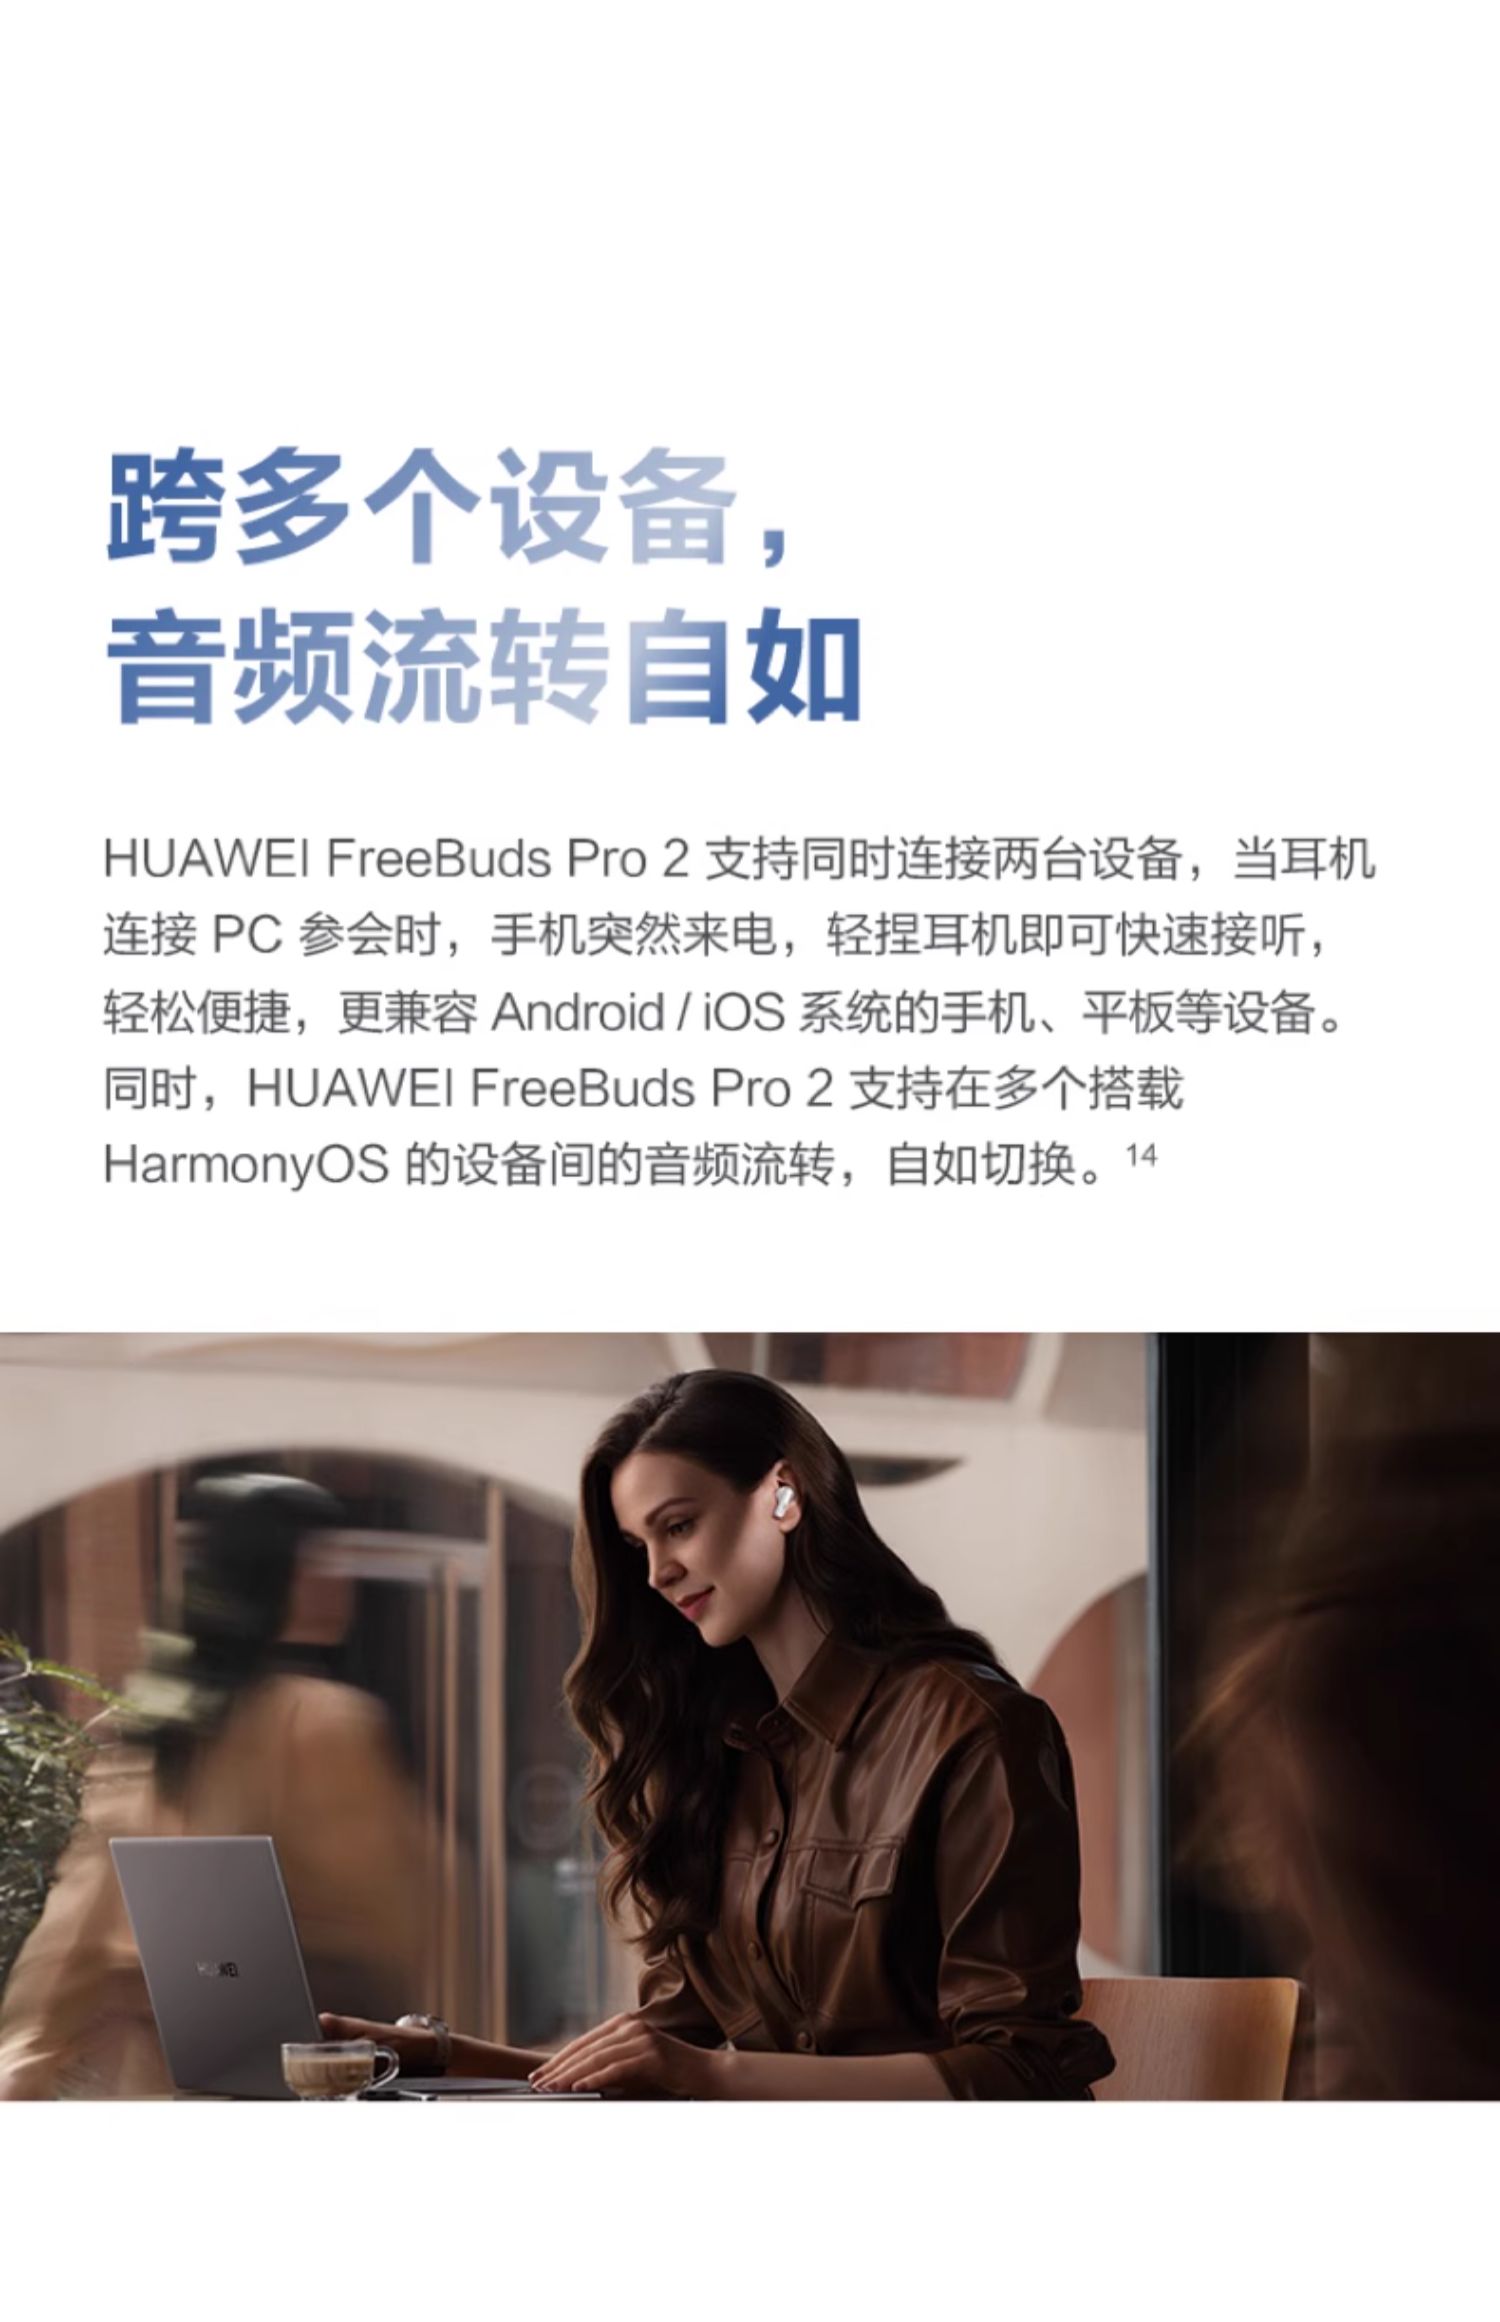 跨多个设备，
音频流转自如
HUAWEI FreeBuds Pro 2 支持同时连接两台设备，当耳机
连接 PC 参会时，手机突然来电，轻捏耳机即可快速接听，
轻松便捷，更兼容 Android / iOS 系统的手机、平板等设备。
同时，HUAWEI FreeBuds Pro 2 支持在多个搭载
HarmonyOS 的设备间的音频流转，自如切换。14
HUAWEI